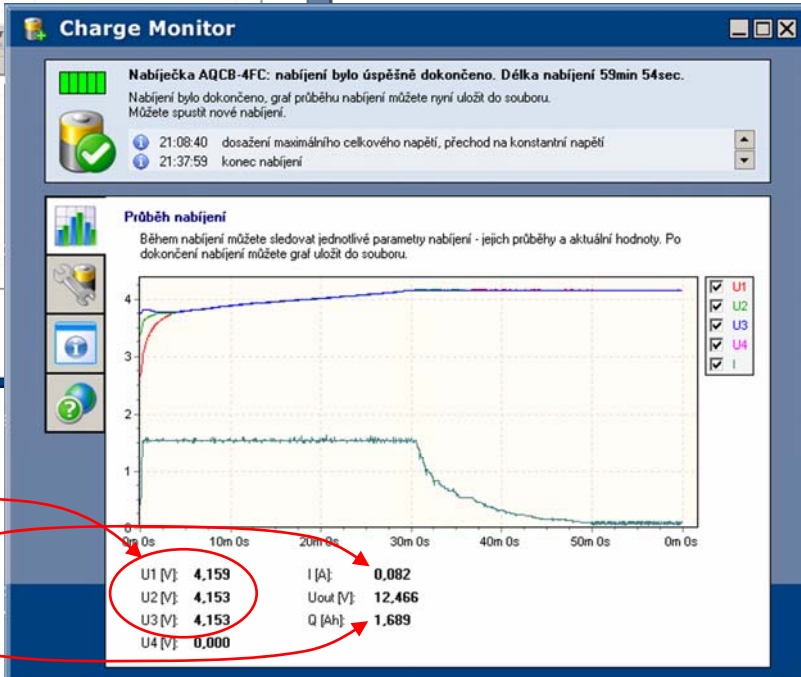 Charge Monitor
Nabíječka AQCB-4FC: nabíjení bylo úspěšně dokončeno. Délka nabíjení 59min 54sec.
Nabíjení bylo dokončeno, graf průběhu nabíjení můžete nyní uložit do souboru.
Můžete spustit nové nabíjení.
21:08:40 dosažení maximálního celkového napětí, přechod na konstantní napětí
21:37:59 konec nabíjení
Průběh nabíjení
Během nabíjení můžete sledovat jednotlivé parametry nabíjení - jejich průběhy a aktuální hodnoty. Po
dokončení nabíjení můžete graf uložit do souboru.
4
3
2
1
0
0m 0s 10m 0s 20m 0s 30m 0s 40m 0s 50m 0s 0m 0s
U1
U2
U3
U4
I
U1 [V]: 4,159 I [A]: 0,082
U2 [V]: 4,153 Uout [V]: 12,466
U3 [V]: 4,153 Q [Ah]: 1,689
U4 [V]: 0,000